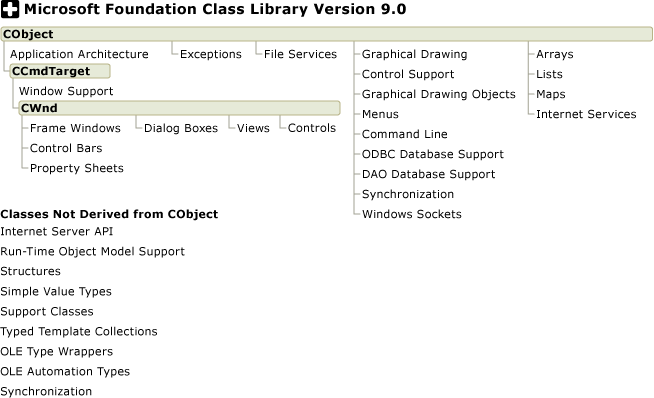 Microsoft Foundation Class Library Version 9.0
CObject
Application Architecture
Exceptions
File Services
Graphical Drawing
Arrays
CCmdTarget
Control Support
Lists
Window Support
Graphical Drawing Objects
Maps
CWnd
Menus
Internet Services
Frame Windows
Dialog Boxes
Views
Controls
Command Line
Control Bars
ODBC Database Support
Property Sheets
DAO Database Support
Synchronization
Windows Sockets
Classes Not Derived from CObject
Internet Server API
Run-Time Object Model Support
Structures
Simple Value Types
Support Classes
Typed Template Collections
OLE Type Wrappers
OLE Automation Types
Synchronization